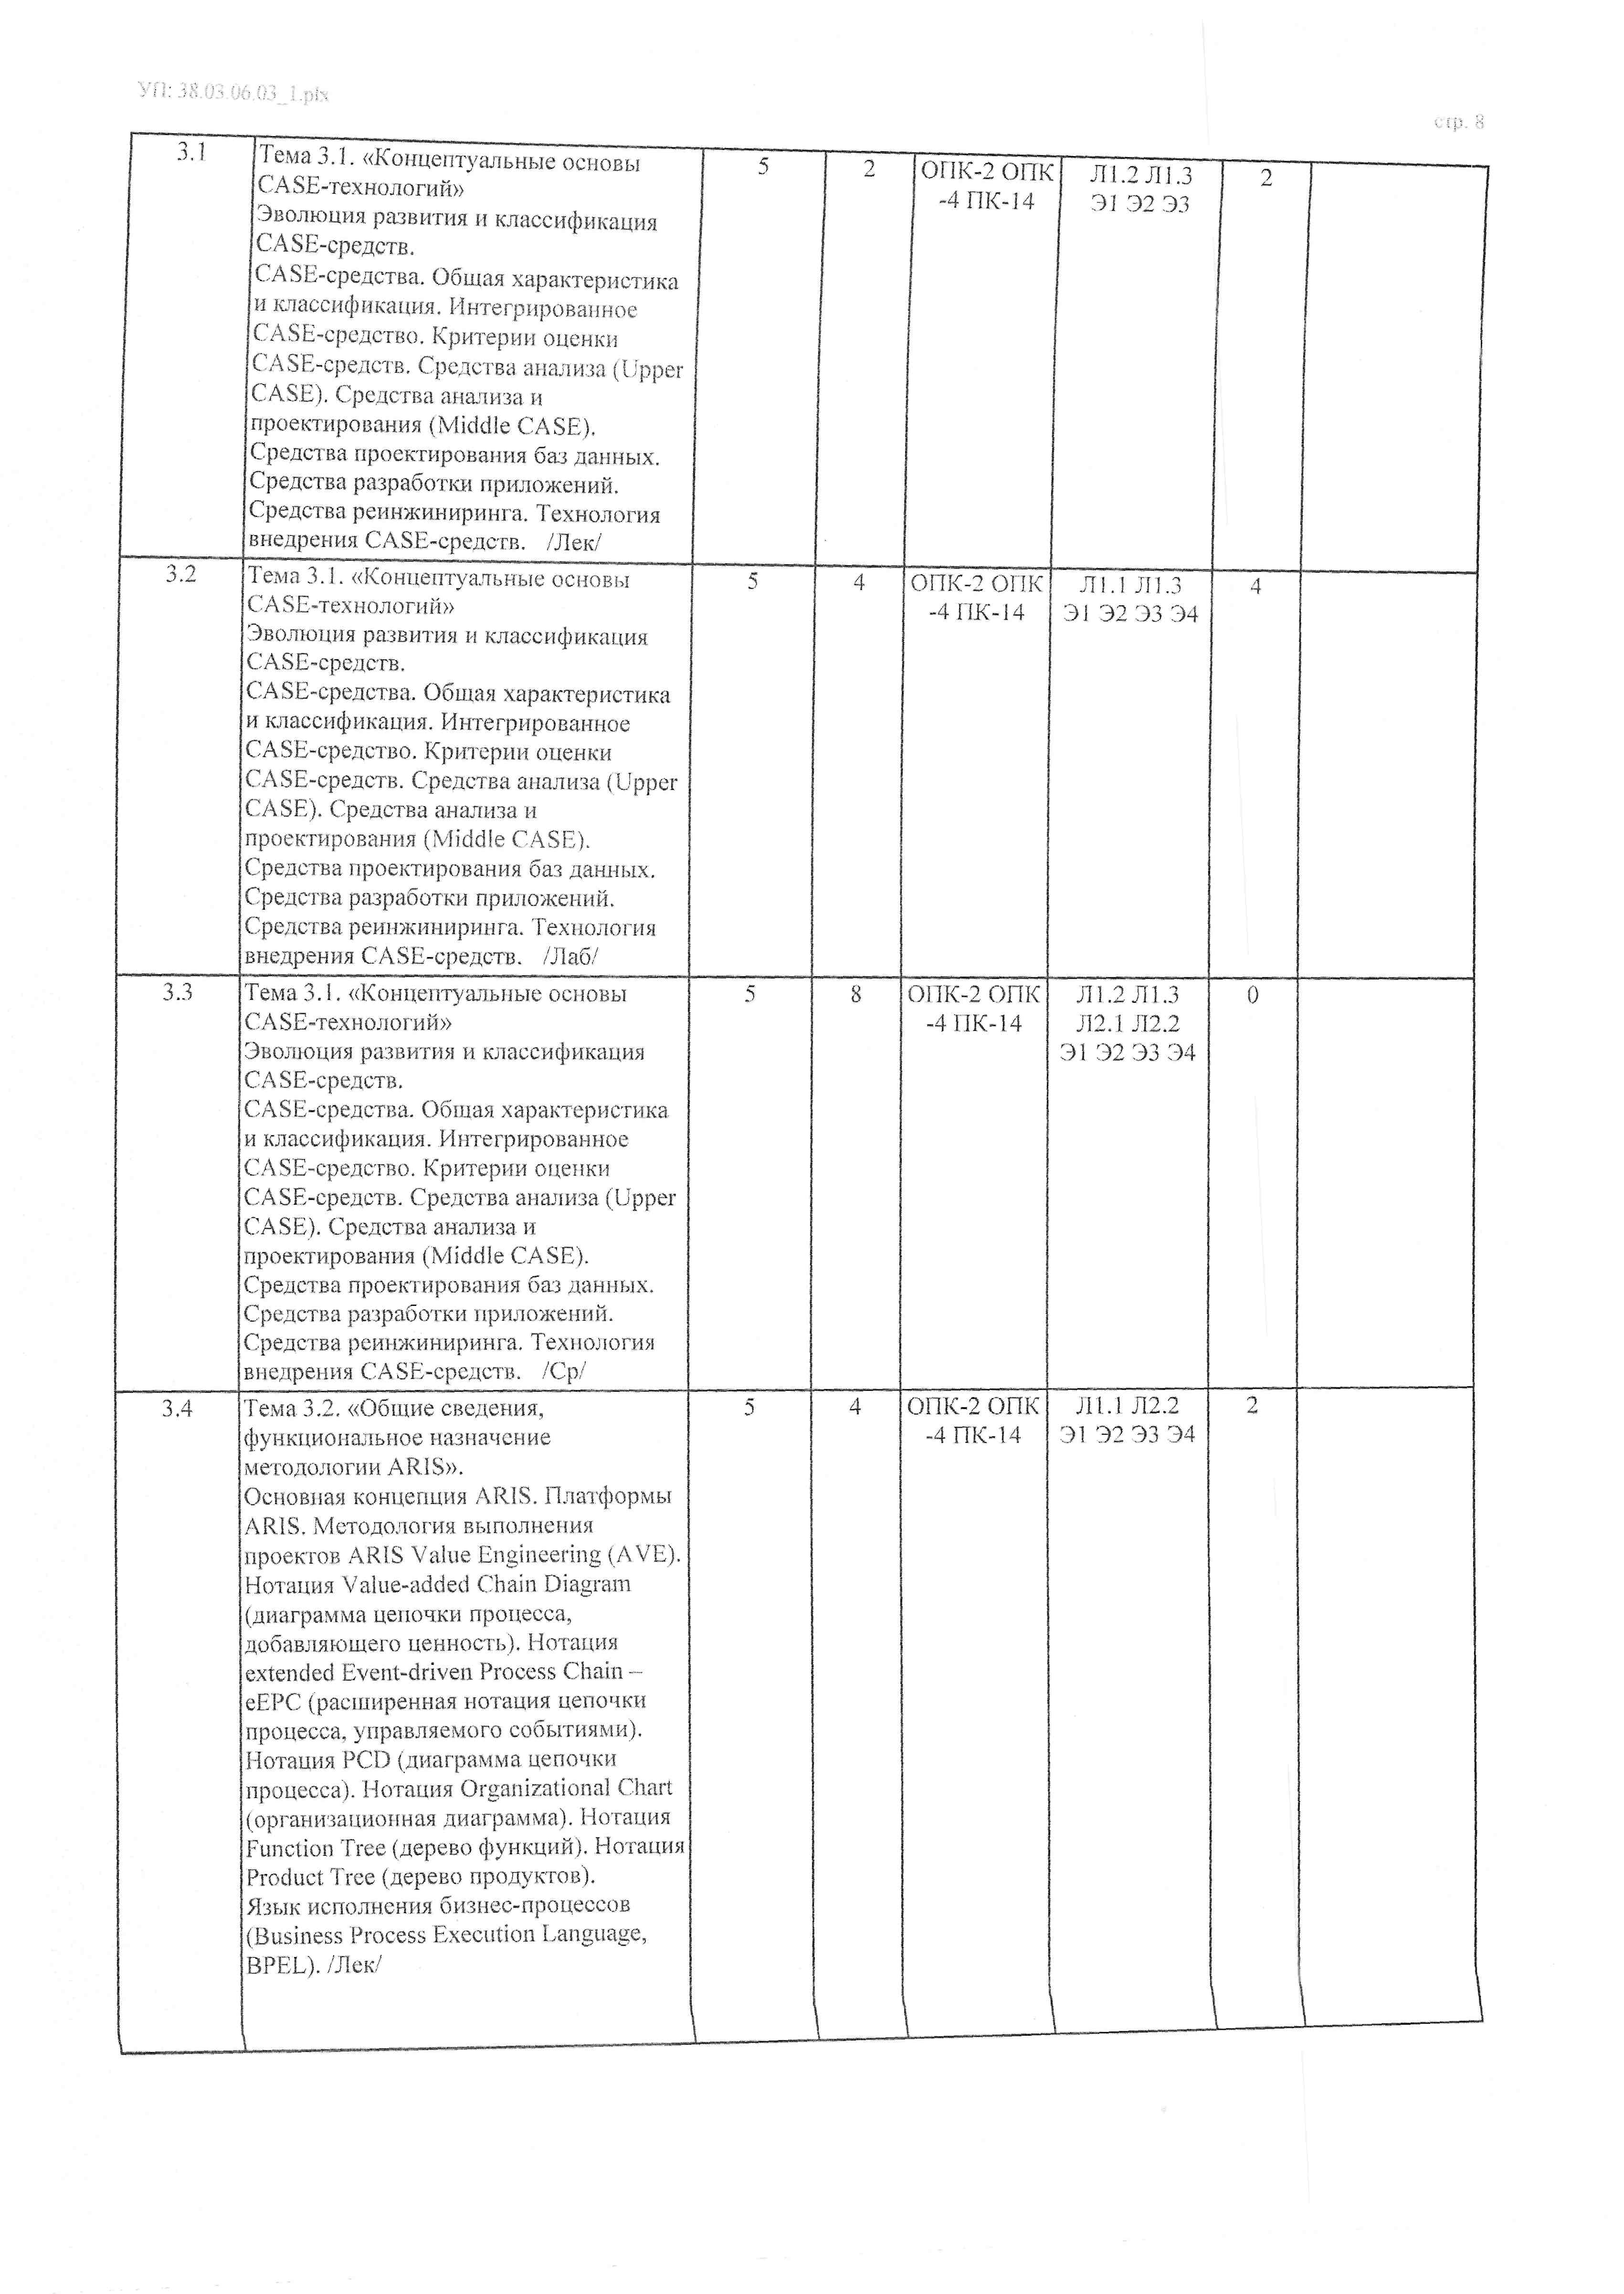 УП: 38.03.06.03_1.plx
стр. 8
3.1
Тема 3.1. «Концептуальные основы
CASE-технологий»
Эволюция развития и классификация
CASE-средств.
CASE-средства. Общая характеристика
и классификация. Интегрированное
CASE-средство. Критерии оценки
CASE-средств. Средства анализа (Upper
CASE). Средства анализа и
проектирования (Middle CASE).
Средства проектирования баз данных.
Средства разработки приложений.
Средства реинжиниринга. Технология
внедрения CASE-средств. /Лек/
5
2
ОПК-2 ОПК
-4 ПК-14
Л1.2 Л1.3
Э1 Э2 Э3
2
3.2
Тема 3.1. «Концептуальные основы
CASE-технологий»
Эволюция развития и классификация
CASE-средств.
CASE-средства. Общая характеристика
и классификация. Интегрированное
CASE-средство. Критерии оценки
CASE-средств. Средства анализа (Upper
CASE). Средства анализа и
проектирования (Middle CASE).
Средства проектирования баз данных.
Средства разработки приложений.
Средства реинжиниринга. Технология
внедрения CASE-средств. /Лаб/
5
4
ОПК-2 ОПК
-4 ПК-14
Л1.1 Л1.3
Э1 Э2 Э3 Э4
4
3.3
Тема 3.1. «Концептуальные основы
CASE-технологий»
Эволюция развития и классификация
CASE-средств.
CASE-средства. Общая характеристика
и классификация. Интегрированное
CASE-средство. Критерии оценки
CASE-средств. Средства анализа (Upper
CASE). Средства анализа и
проектирования (Middle CASE).
Средства проектирования баз данных.
Средства разработки приложений.
Средства реинжиниринга. Технология
внедрения CASE-средств. /Ср/
5
8
ОПК-2 ОПК
-4 ПК-14
Л1.2 Л1.3
Л2.1 Л2.2
Э1 Э2 Э3 Э4
0
3.4
Тема 3.2. «Общие сведения,
функциональное назначение
методологии ARIS».
Основная концепция ARIS. Платформы
ARIS. Методология выполнения
проектов ARIS Value Engineering (AVE).
Нотация Value-added Chain Diagram
(диаграмма цепочки процесса,
добавляющего ценность). Нотация
extended Event-driven Process Chain –
eEPC (расширенная нотация цепочки
процесса, управляемого событиями).
Нотация PCD (диаграмма цепочки
процесса). Нотация Organizational Chart
(организационная диаграмма). Нотация
Function Tree (дерево функций). Нотация
Product Tree (дерево продуктов).
Язык исполнения бизнес-процессов
(Business Process Execution Language,
BPEL). /Лек/
5
4
ОПК-2 ОПК
-4 ПК-14
Л1.1 Л2.2
Э1 Э2 Э3 Э4
2